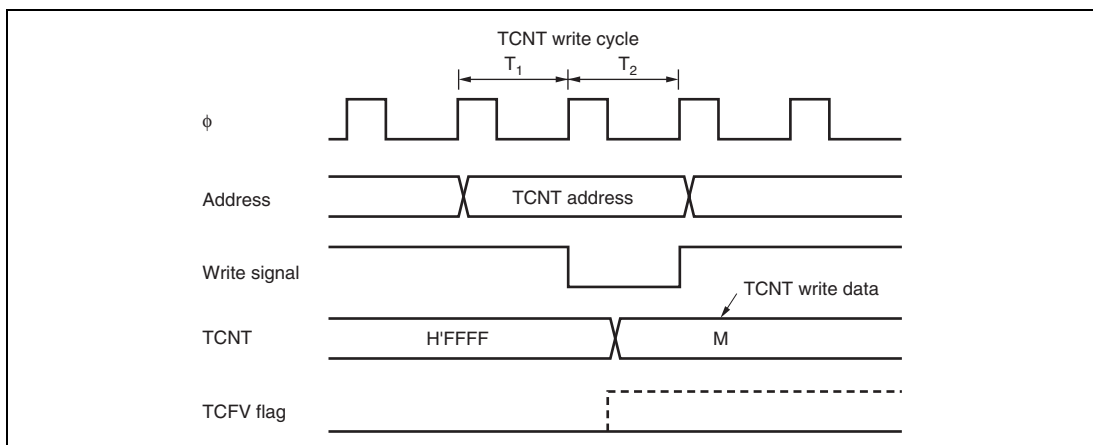 TCNT write cycle
T1 T2
ϕ
Address TCNT address
Write signal
TCNT write data
TCNT H'FFFF M
TCFV flag